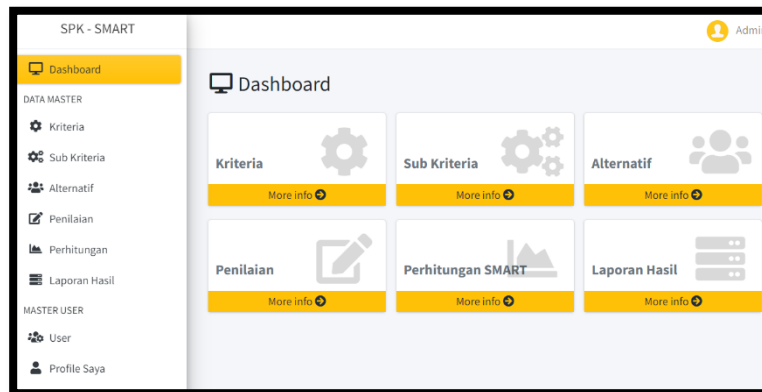 SPK - SMART
Dashboard
DATA MASTER
Kriteria
Sub Kriteria
Alternatif
Penilaian
Perhitungan
Laporan Hasil
MASTER USER
User
Profile Saya
Admi
Dashboard
Kriteria
More info
Sub Kriteria
More info
Alternatif
More info
Penilaian
More info
Perhitungan SMART
More info
Laporan Hasil
More info